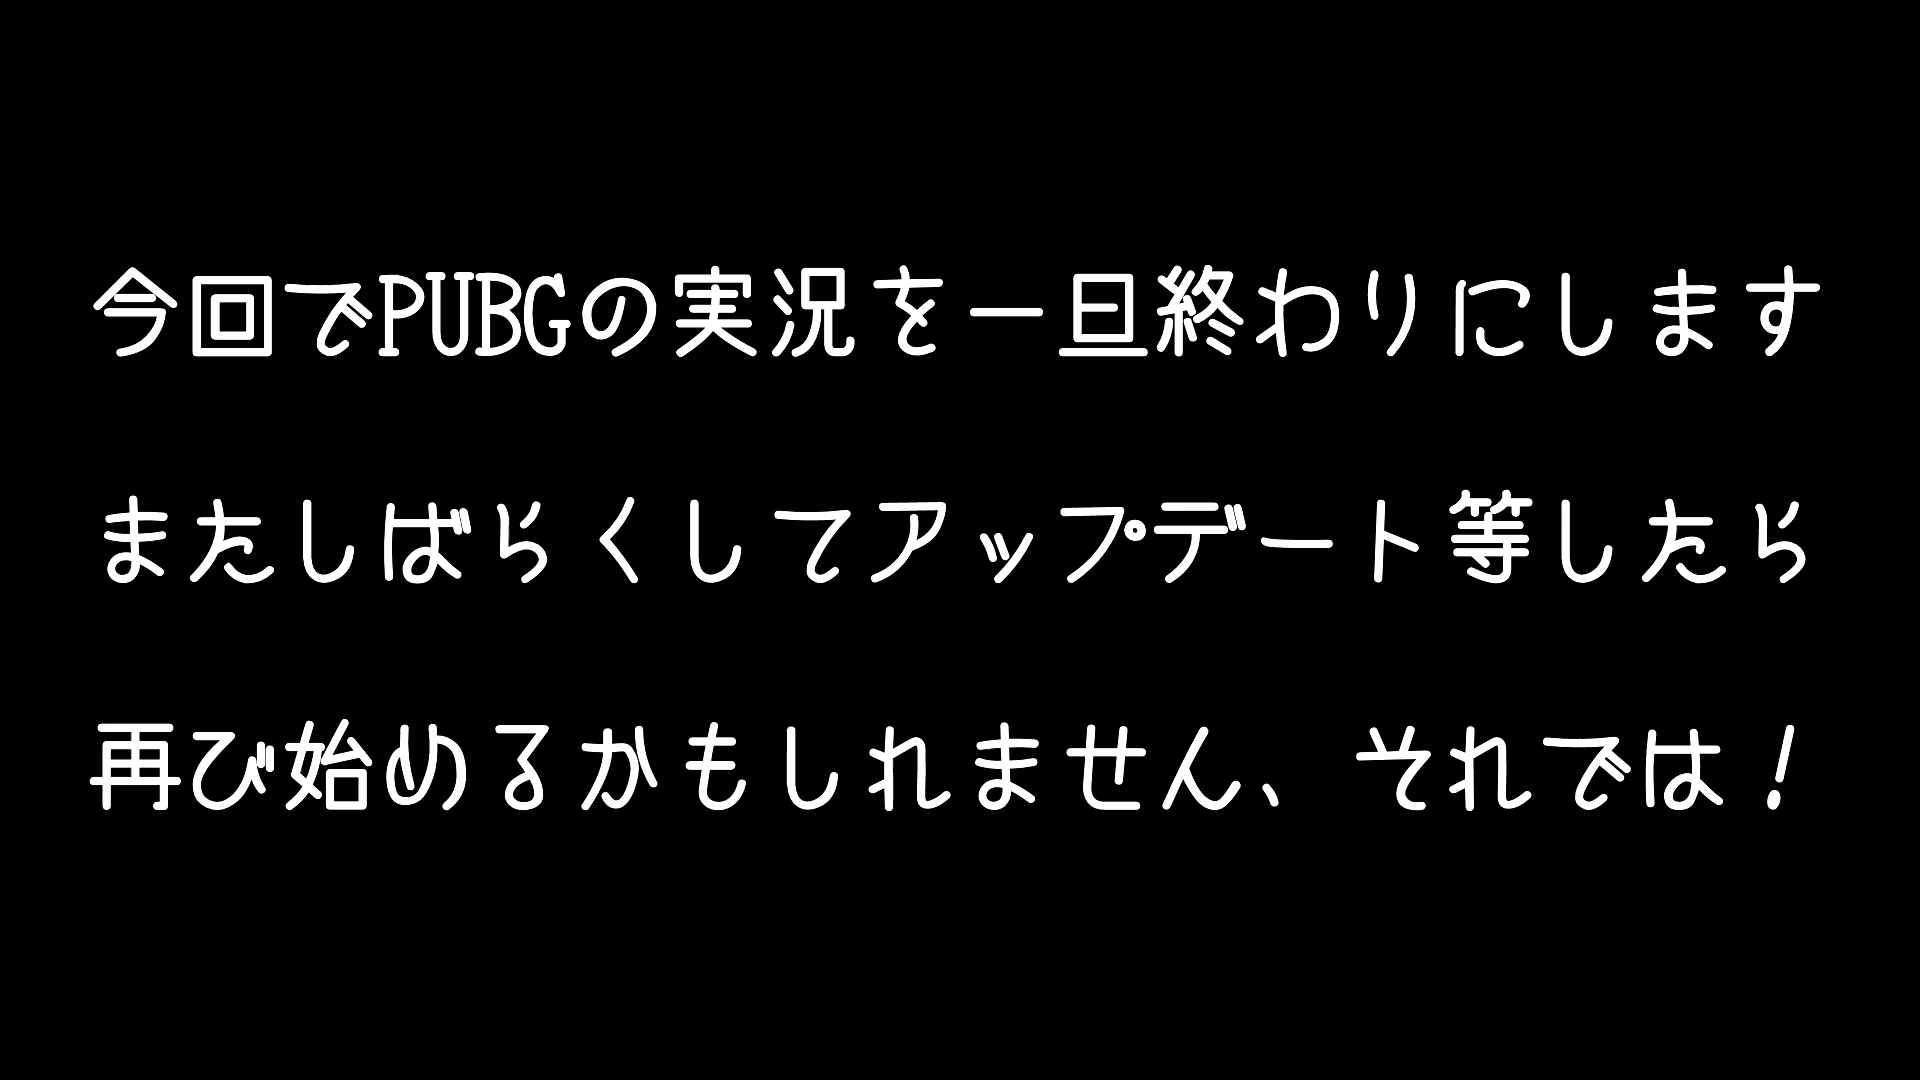 今回でPUBGの実況を一旦終わりにします
またしばらくしてアップデート等したら
再び始めるかもしれません、それでは！